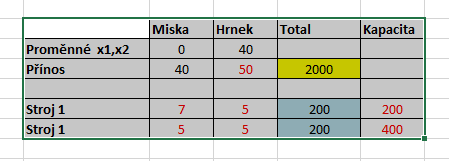 Miska Hrnek Total Kapacita
Proměnné x1,x2 0 40
Přínos 40 50 2000
Stroj 1 7 5 200 200
Stroj 1 5 5 200 400